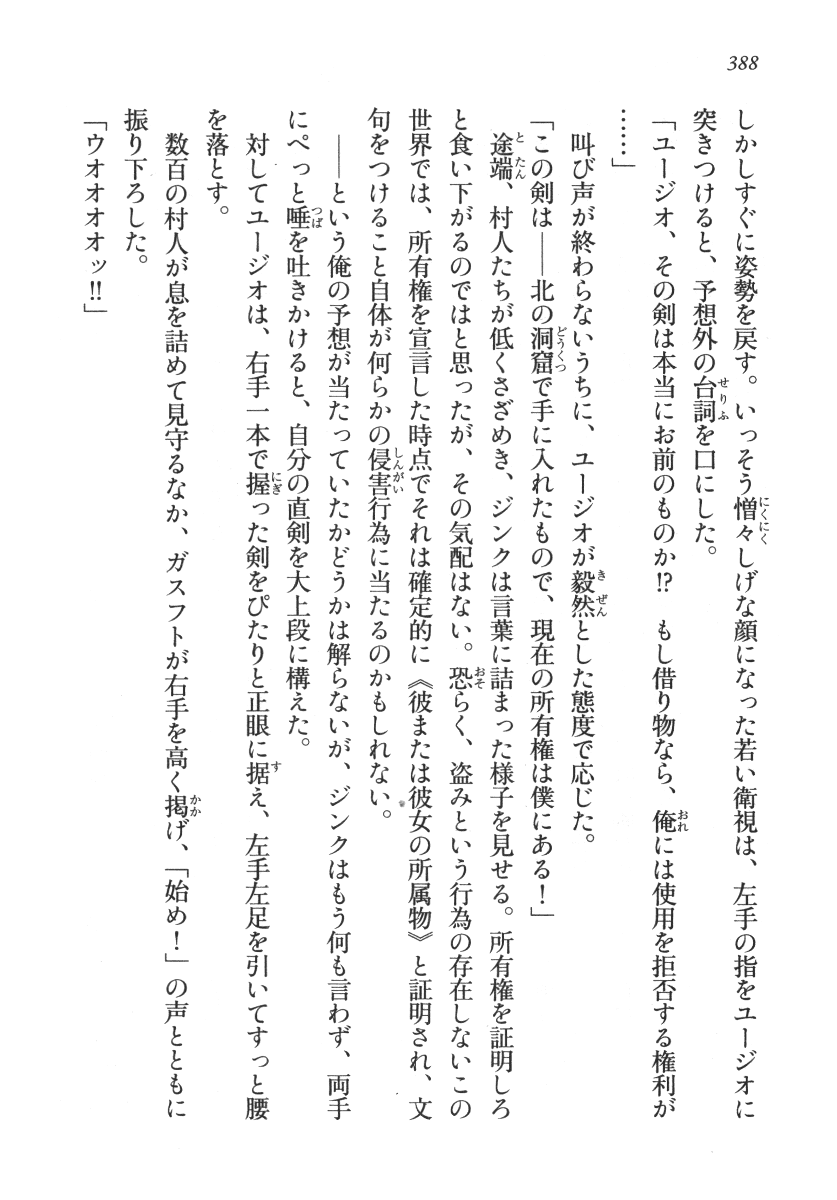 388
しかしすぐに姿勢を戻す。いっそう憎々しげな顔になった若い衛視は、左手の指をユージオに
突きつけると、予想外の台詞を口にした。
「ユージオ、その剣は本当にお前のものか!?　もし借り物なら、俺には使用を拒否する権利が
……」
叫び声が終わらないうちに、ユージオが毅然とした態度で応じた。
「この剣は――北の洞窟で手に入れたもので、現在の所有権は僕にある！」
途端、村人たちが低くさざめき、ジンクは言葉に詰まった様子を見せる。所有権を証明しろ
と食い下がるのではと思ったが、その気配はない。恐らく、盗みという行為の存在しないこの
世界では、所有権を宣言した時点でそれは確定的に《彼または彼女の所属物》と証明され、文
句をつけること自体が何らかの侵害行為に当たるのかもしれない。
――という俺の予想が当たっていたかどうかは解らないが、ジンクはもう何も言わず、両手
にぺっと唾を吐きかけると、自分の直剣を大上段に構えた。
対してユージオは、右手一本で握った剣をぴたりと正眼に据え、左手左足を引いてすっと腰
を落とす。
数百の村人が息を詰めて見守るなか、ガスフトが右手を高く掲げ、「始め！」の声とともに
振り下ろした。
「ウオオオオッ!!」